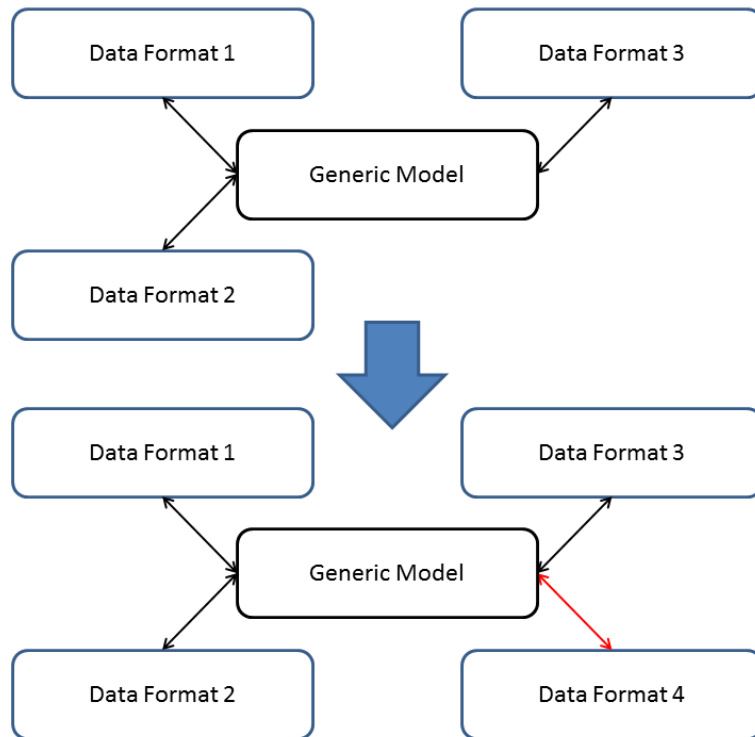 Data Format 1
Data Format 3
Generic Model
Data Format 2
Data Format 1
Data Format 3
Generic Model
Data Format 2
Data Format 4